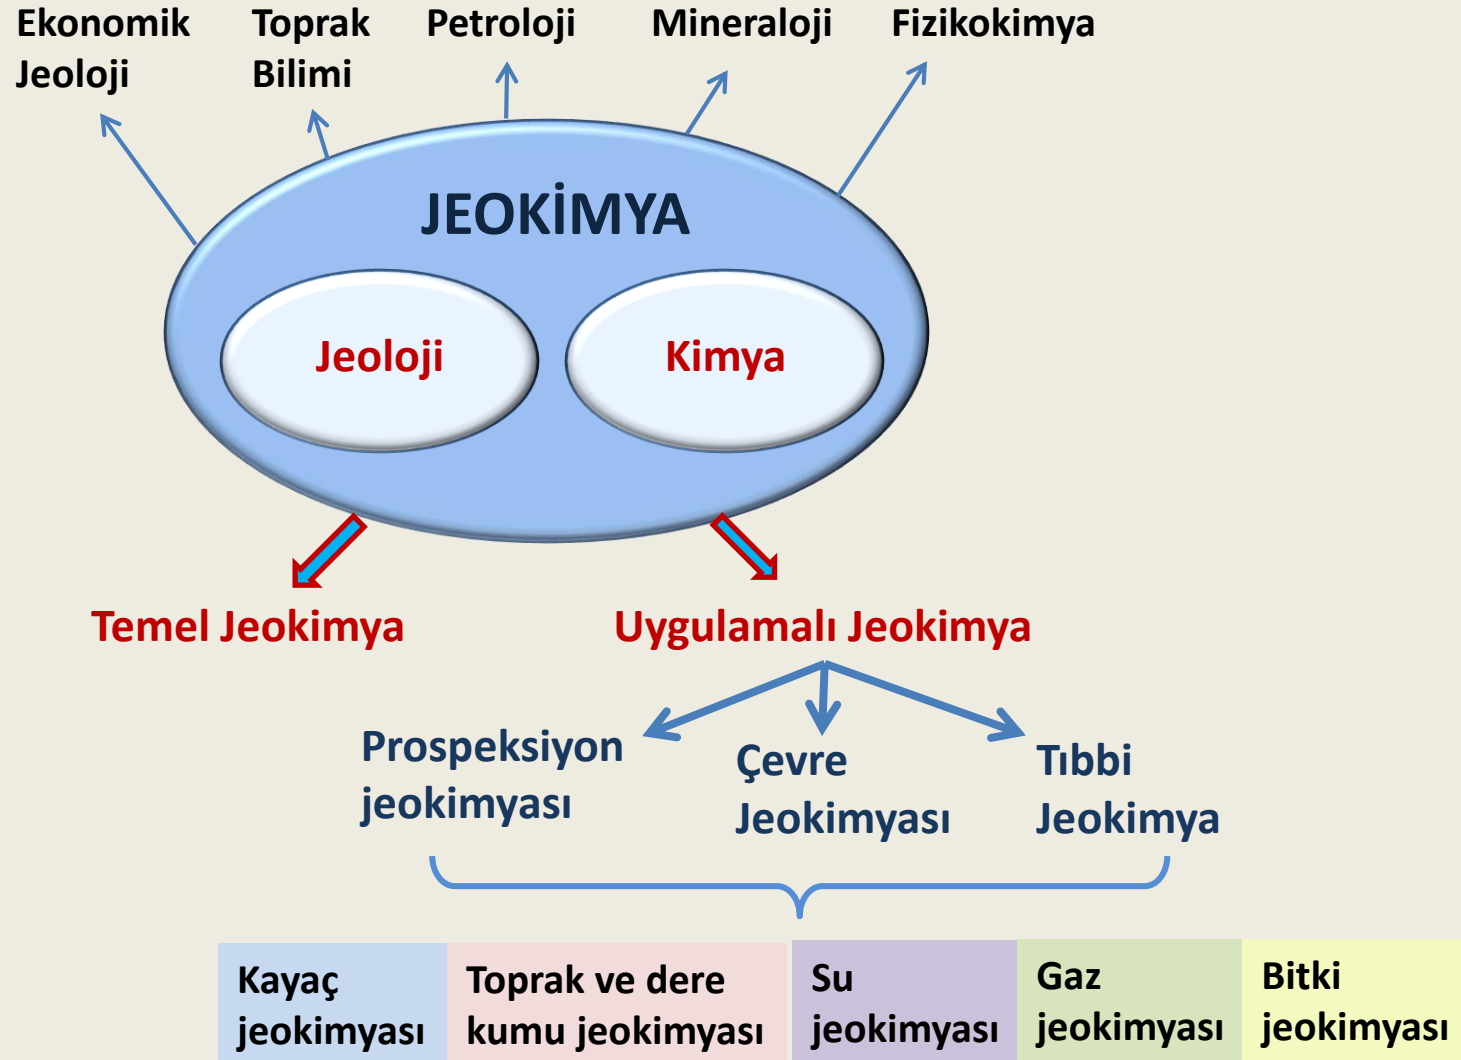 Ekonomik
Jeoloji
Toprak
Bilimi
Petroloji
Mineraloji
Fizikokimya
JEOKİMYA
Jeoloji
Kimya
Temel Jeokimya
Uygulamalı Jeokimya
Prospeksiyon
jeokimyası
Çevre
Jeokimyası
Tıbbi
Jeokimya
Kayaç
jeokimyası
Toprak ve dere
kumu jeokimyası
Su
jeokimyası
Gaz
jeokimyası
Bitki
jeokimyası